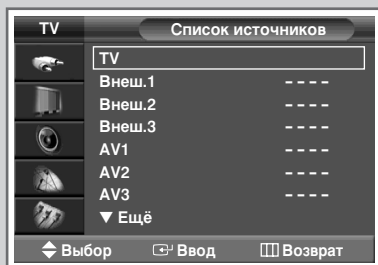 TV Список источников
TV
Внеш.1 - - - -
Внеш.2 - - - -
Внеш.3 - - - -
AV1 - - - -
AV2 - - - -
AV3 - - - -
▼ Ещё
Выбор Ввод Возврат